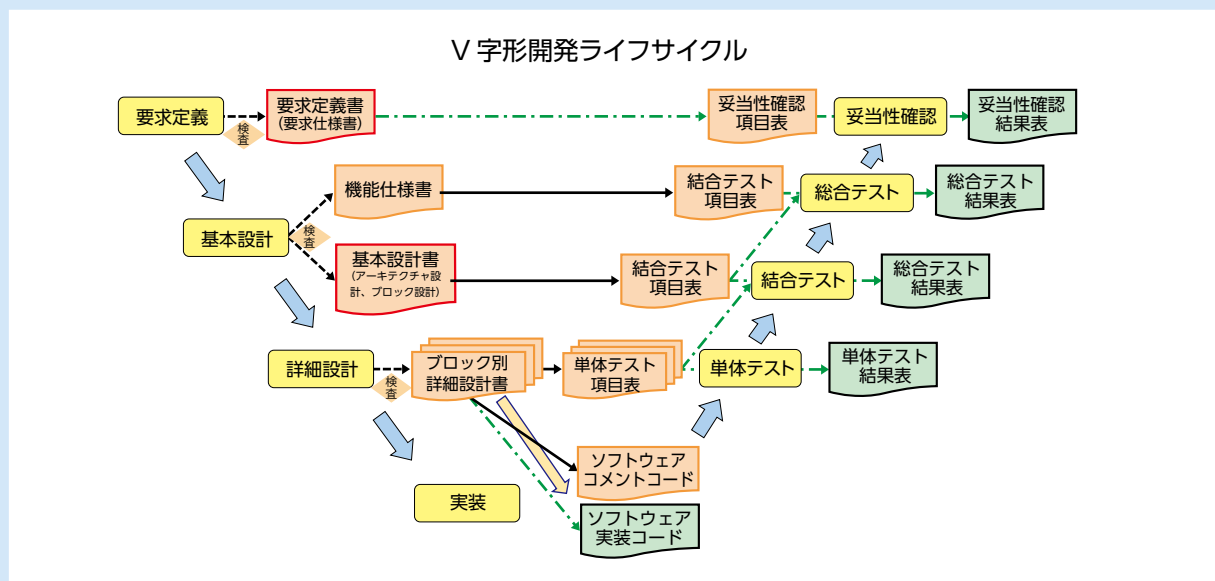 V 字形開発ライフサイクル
要求定義
検査
要求定義書
(要求仕様書)
妥当性確認
項目表
妥当性確認
妥当性確認
結果表
基本設計
検査
機能仕様書
結合テスト
項目表
総合テスト
総合テスト
結果表
基本設計書
(アーキテクチャ設
計、ブロック設計)
結合テスト
項目表
結合テスト
総合テスト
結果表
詳細設計
検査
ブロック別
詳細設計書
単体テスト
項目表
単体テスト
単体テスト
結果表
実装
ソフトウェア
コメントコード
ソフトウェア
実装コード